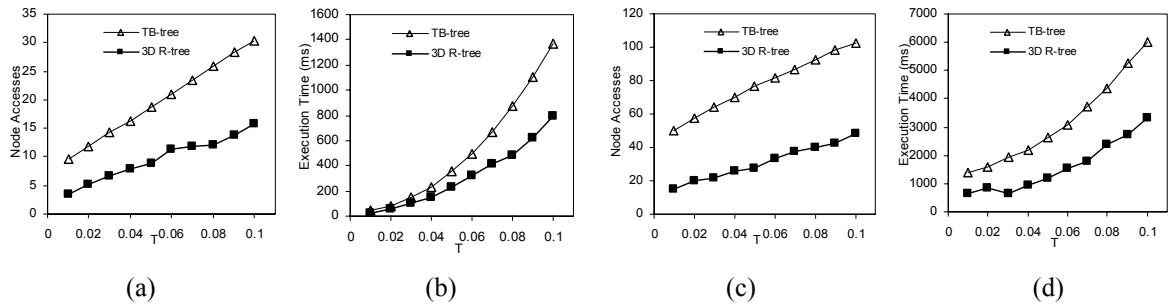 35
30
25
20
15
10
5
0
Node Accesses
TB-tree
3D R-tree
0 0.02 0.04 0.06 0.08 0.1
T
(a)
1600
1400
1200
1000
800
600
400
200
0
Execution Time (ms)
TB-tree
3D R-tree
0 0.02 0.04 0.06 0.08 0.1
T
(b)
120
100
80
60
40
20
0
Node Accesses
TB-tree
3D R-tree
0 0.02 0.04 0.06 0.08 0.1
T
(c)
7000
6000
5000
4000
3000
2000
1000
0
Execution Time (ms)
TB-tree
3D R-tree
0 0.02 0.04 0.06 0.08 0.1
T
(d)